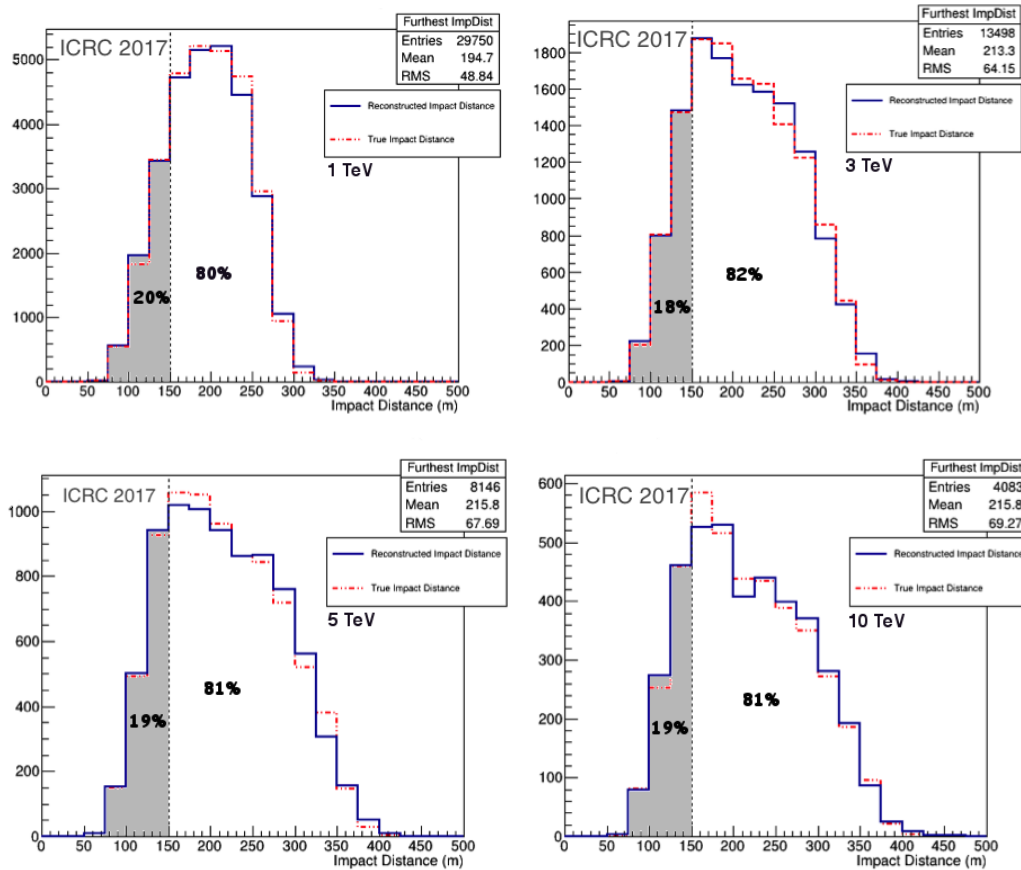 ICRC 2017
Furthest ImpDist
Entries 29750
Mean 194.7
RMS 48.84
Reconstructed Impact Distance
True Impact Distance
1 TeV
5000
4000
3000
2000
1000
0
20%
80%
0 50 100 150 200 250 300 350 400 450 500
Impact Distance (m)
ICRC 2017
Furthest ImpDist
Entries 13498
Mean 213.3
RMS 64.15
Reconstructed Impact Distance
True Impact Distance
3 TeV
1800
1600
1400
1200
1000
800
600
400
200
0
18%
82%
0 50 100 150 200 250 300 350 400 450 500
Impact Distance (m)
ICRC 2017
Furthest ImpDist
Entries 8146
Mean 215.8
RMS 67.69
Reconstructed Impact Distance
True Impact Distance
5 TeV
1000
800
600
400
200
0
19%
81%
0 50 100 150 200 250 300 350 400 450 500
Impact Distance (m)
ICRC 2017
Furthest ImpDist
Entries 4083
Mean 215.8
RMS 69.27
Reconstructed Impact Distance
True Impact Distance
10 TeV
600
500
400
300
200
100
0
19%
81%
0 50 100 150 200 250 300 350 400 450 500
Impact Distance (m)